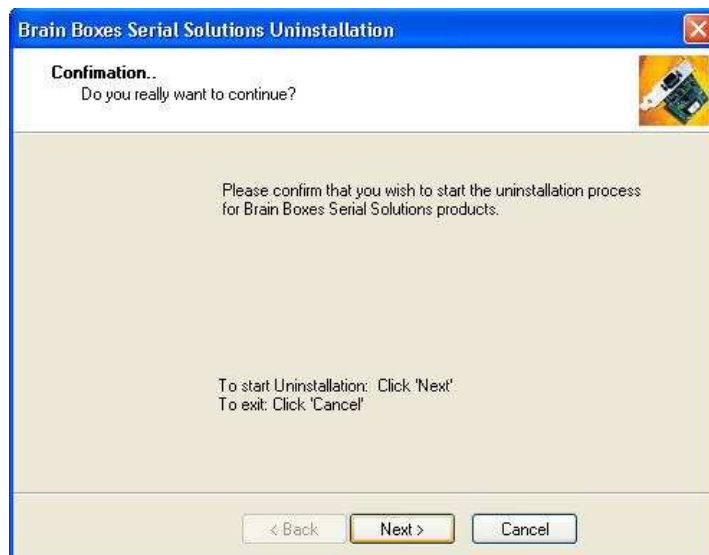 Brain Boxes Serial Solutions Uninstallation
Confimation..
Do you really want to continue?
Please confirm that you wish to start the uninstallation process
for Brain Boxes Serial Solutions products.
To start Uninstallation: Click 'Next'
To exit: Click 'Cancel'
< Back
Next >
Cancel